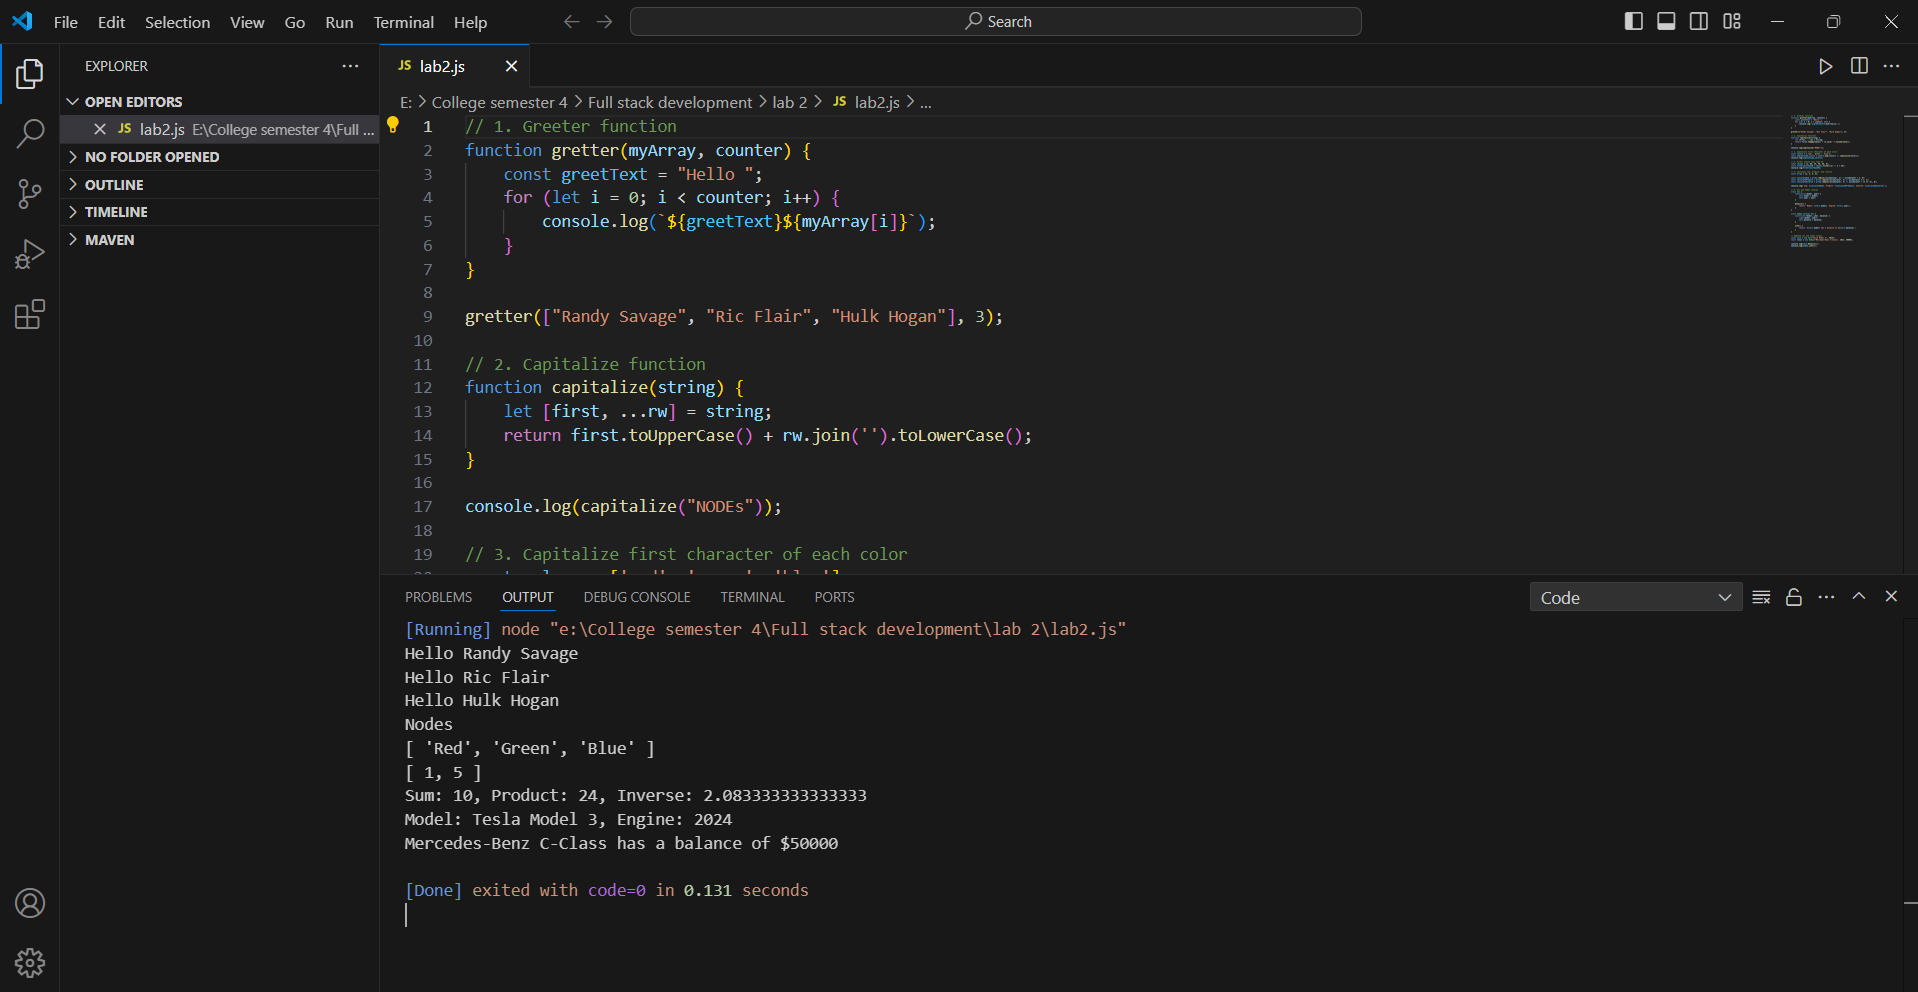 File Edit Selection View Go Run Terminal Help
Search
EXPLORER
OPEN EDITORS
JS lab2.js E:\College semester 4\Full ...
NO FOLDER OPENED
OUTLINE
TIMELINE
MAVEN
JS lab2.js
E: > College semester 4 > Full stack development > lab 2 > JS lab2.js > ...
1 // 1. Greeter function
2 function gretter(myArray, counter) {
3 const greetText = "Hello ";
4 for (let i = 0; i < counter; i++) {
5 console.log(`${greetText}${myArray[i]}`);
6 }
7 }
8
9 gretter(["Randy Savage", "Ric Flair", "Hulk Hogan"], 3);
10
11 // 2. Capitalize function
12 function capitalize(string) {
13 let [first, ...rw] = string;
14 return first.toUpperCase() + rw.join('').toLowerCase();
15 }
16
17 console.log(capitalize("NODEs"));
18
19 // 3. Capitalize first character of each color
PROBLEMS OUTPUT DEBUG CONSOLE TERMINAL PORTS
Code
[Running] node "e:\College semester 4\Full stack development\lab 2\lab2.js"
Hello Randy Savage
Hello Ric Flair
Hello Hulk Hogan
Nodes
[ 'Red', 'Green', 'Blue' ]
[ 1, 5 ]
Sum: 10, Product: 24, Inverse: 2.083333333333333
Model: Tesla Model 3, Engine: 2024
Mercedes-Benz C-Class has a balance of $50000
[Done] exited with code=0 in 0.131 seconds